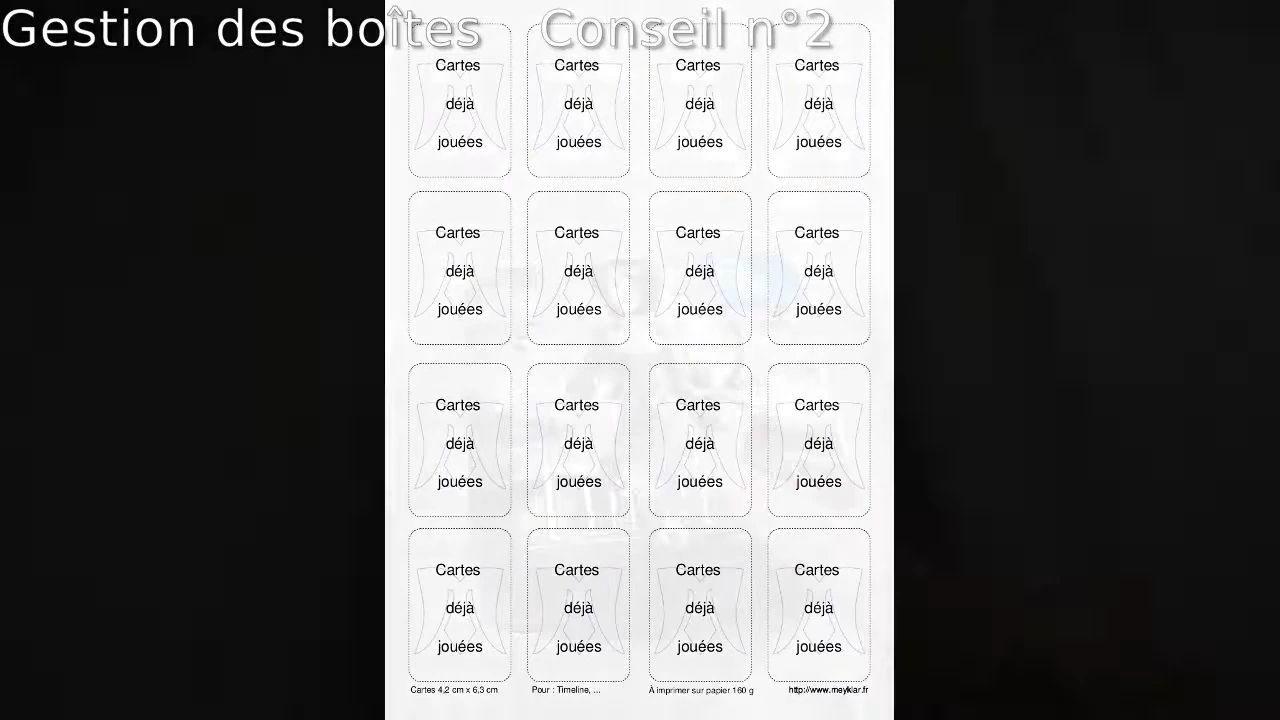 Gestion des boîtes Conseil n°2
Cartes Cartes Cartes Cartes
déjà déjà déjà déjà
jouées jouées jouées jouées
Cartes Cartes Cartes Cartes
déjà déjà déjà déjà
jouées jouées jouées jouées
Cartes Cartes Cartes Cartes
déjà déjà déjà déjà
jouées jouées jouées jouées
Cartes Cartes Cartes Cartes
déjà déjà déjà déjà
jouées jouées jouées jouées
Cartes 4,2 cm x 6,3 cm Pour : Timeline, ... À imprimer sur papier 160 g http://www.meyklar.fr